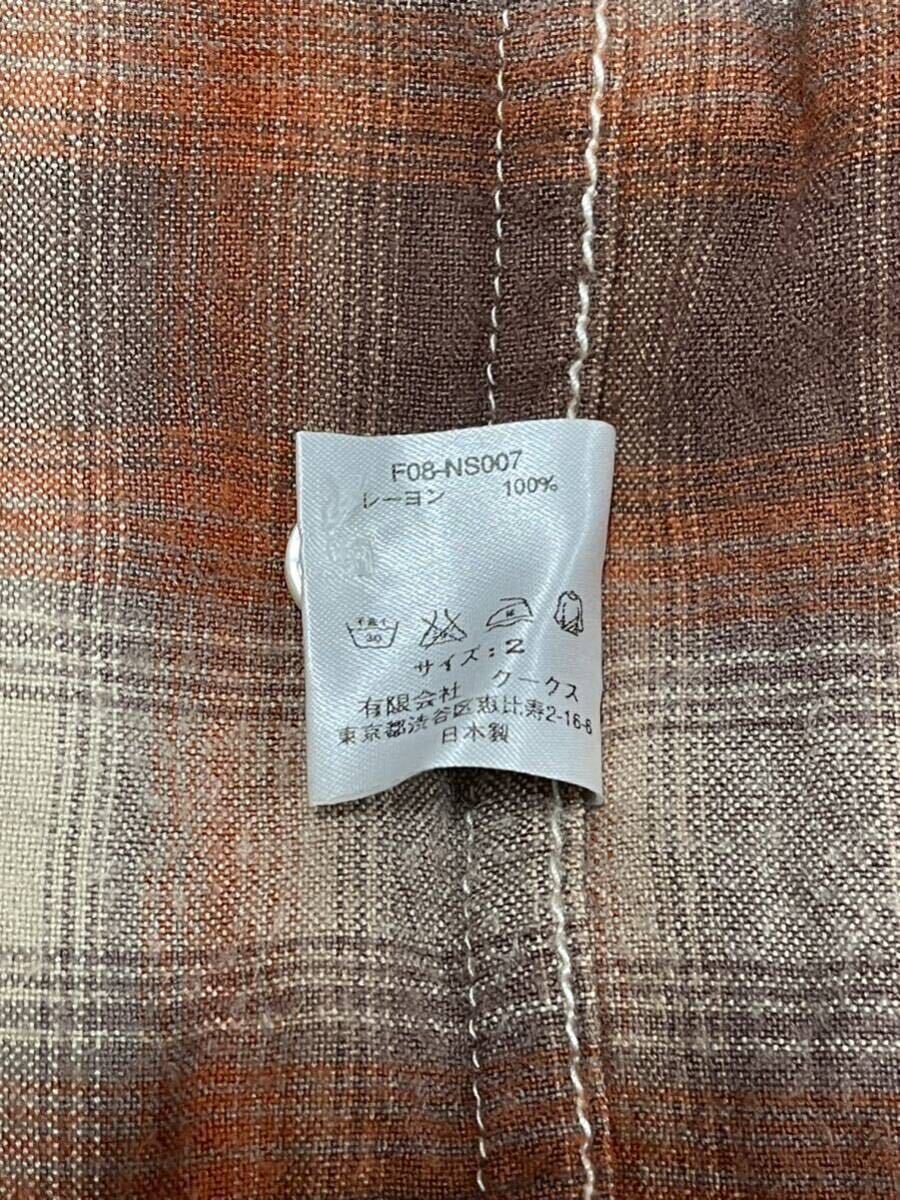 F08-NS007
レーヨン 100%
30
サイズ:2
有限会社 クークス
東京都渋谷区恵比寿2-16-6
日本製